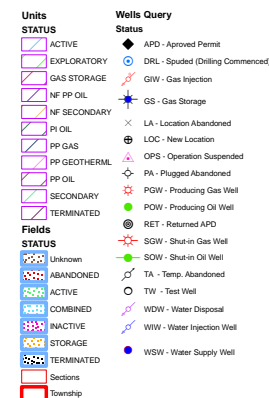 Units
STATUS
ACTIVE
EXPLORATORY
GAS STORAGE
NF PP OIL
NF SECONDARY
PI OIL
PP GAS
PP GEOTHERML
PP OIL
SECONDARY
TERMINATED
Fields
STATUS
Unknown
ABANDONED
ACTIVE
COMBINED
INACTIVE
STORAGE
TERMINATED
Sections
Township
Wells Query
Status
APD - Aproved Permit
DRL - Spuded (Drilling Commenced)
GIW - Gas Injection
GS - Gas Storage
LA - Location Abandoned
LOC - New Location
OPS - Operation Suspended
PA - Plugged Abandoned
PGW - Producing Gas Well
POW - Producing Oil Well
RET - Returned APD
SGW - Shut-in Gas Well
SOW - Shut-in Oil Well
TA - Temp. Abandoned
TW - Test Well
WDW - Water Disposal
WIW - Water Injection Well
WSW - Water Supply Well